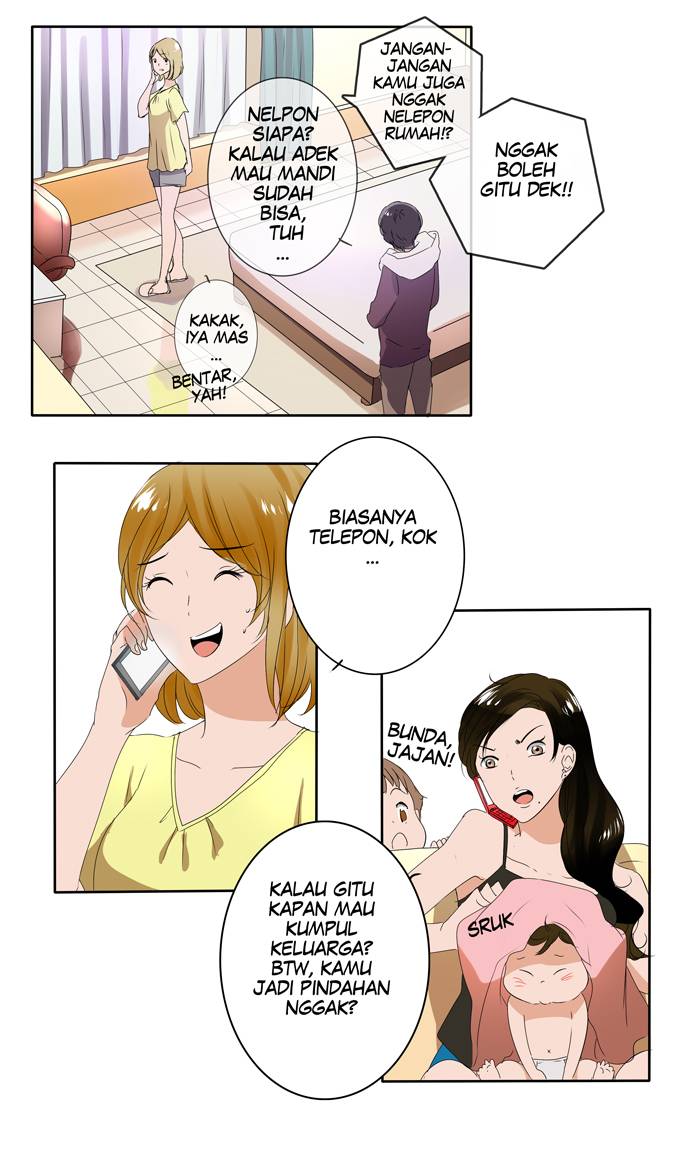 JANGAN-
JANGAN
KAMU JUGA
NGGAK
NELEPON
RUMAH!?
NGGAK
BOLEH
GITU DEK!!
NELPON
SIAPA?
KALAU ADEK
MAU MANDI
SUDAH
BISA,
TUH
...
KAKAK,
IYA MAS
...
BENTAR,
YAH!
BIASANYA
TELEPON, KOK
...
BUNDA,
JAJAN!
SRUK
KALAU GITU
KAPAN MAU
KUMPUL
KELUARGA?
BTW, KAMU
JADI PINDAHAN
NGGAK?